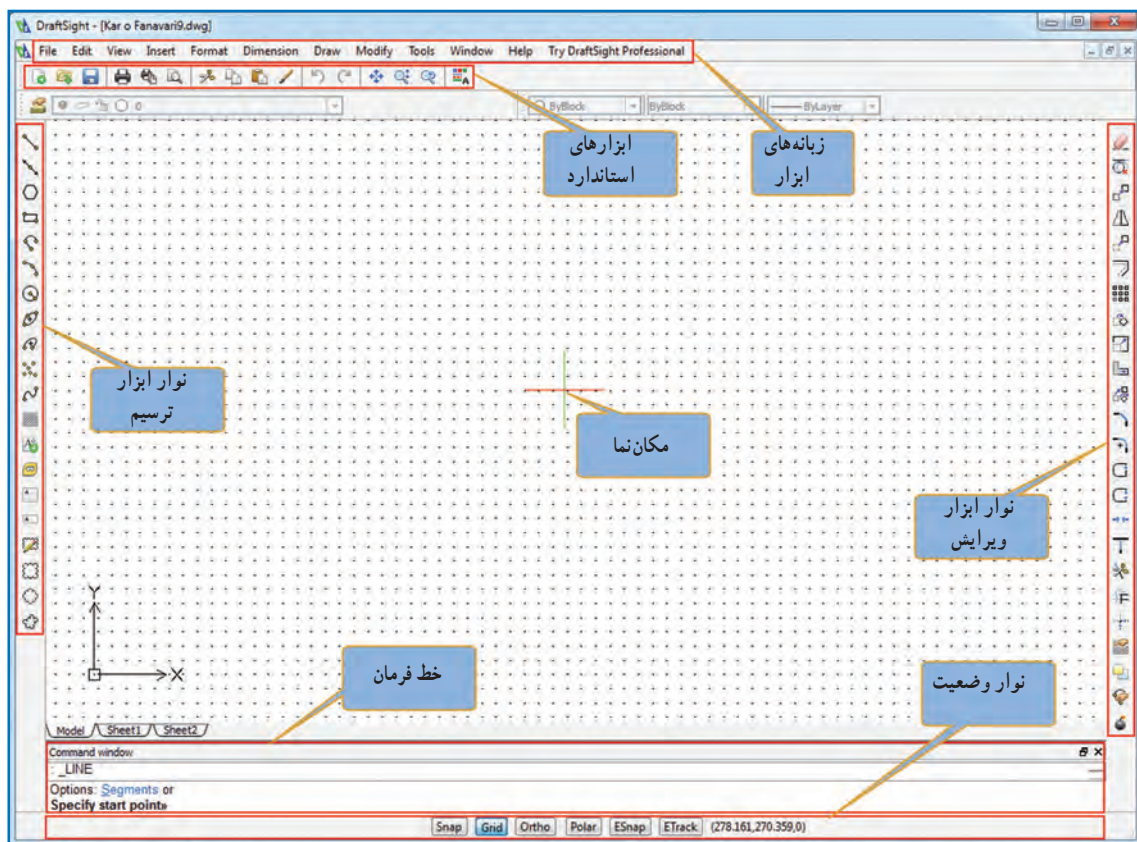 DraftSight - [Kar o Fanavari9.dwg]
File Edit View Insert Format Dimension Draw Modify Tools Window Help Try DraftSight Professional
A
0 ByBlock ByBlock ByLayer
ابزارهای
استاندارد
زبانه‌های
ابزار
نوار ابزار
ترسیم
مکان‌نما
نوار ابزار
ویرایش
Y
X
خط فرمان
نوار وضعیت
Model Sheet1 Sheet2
Command window
: _LINE
Options: Segments or
Specify start point»
Snap Grid Ortho Polar ESnap ETrack (278.161,270.359,0)